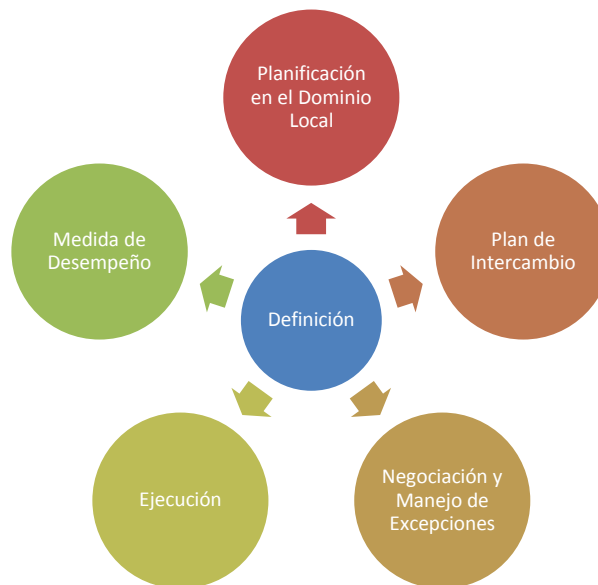 Planificación
en el Dominio
Local
Plan de
Intercambio
Negociación y
Manejo de
Excepciones
Ejecución
Medida de
Desempeño
Definición